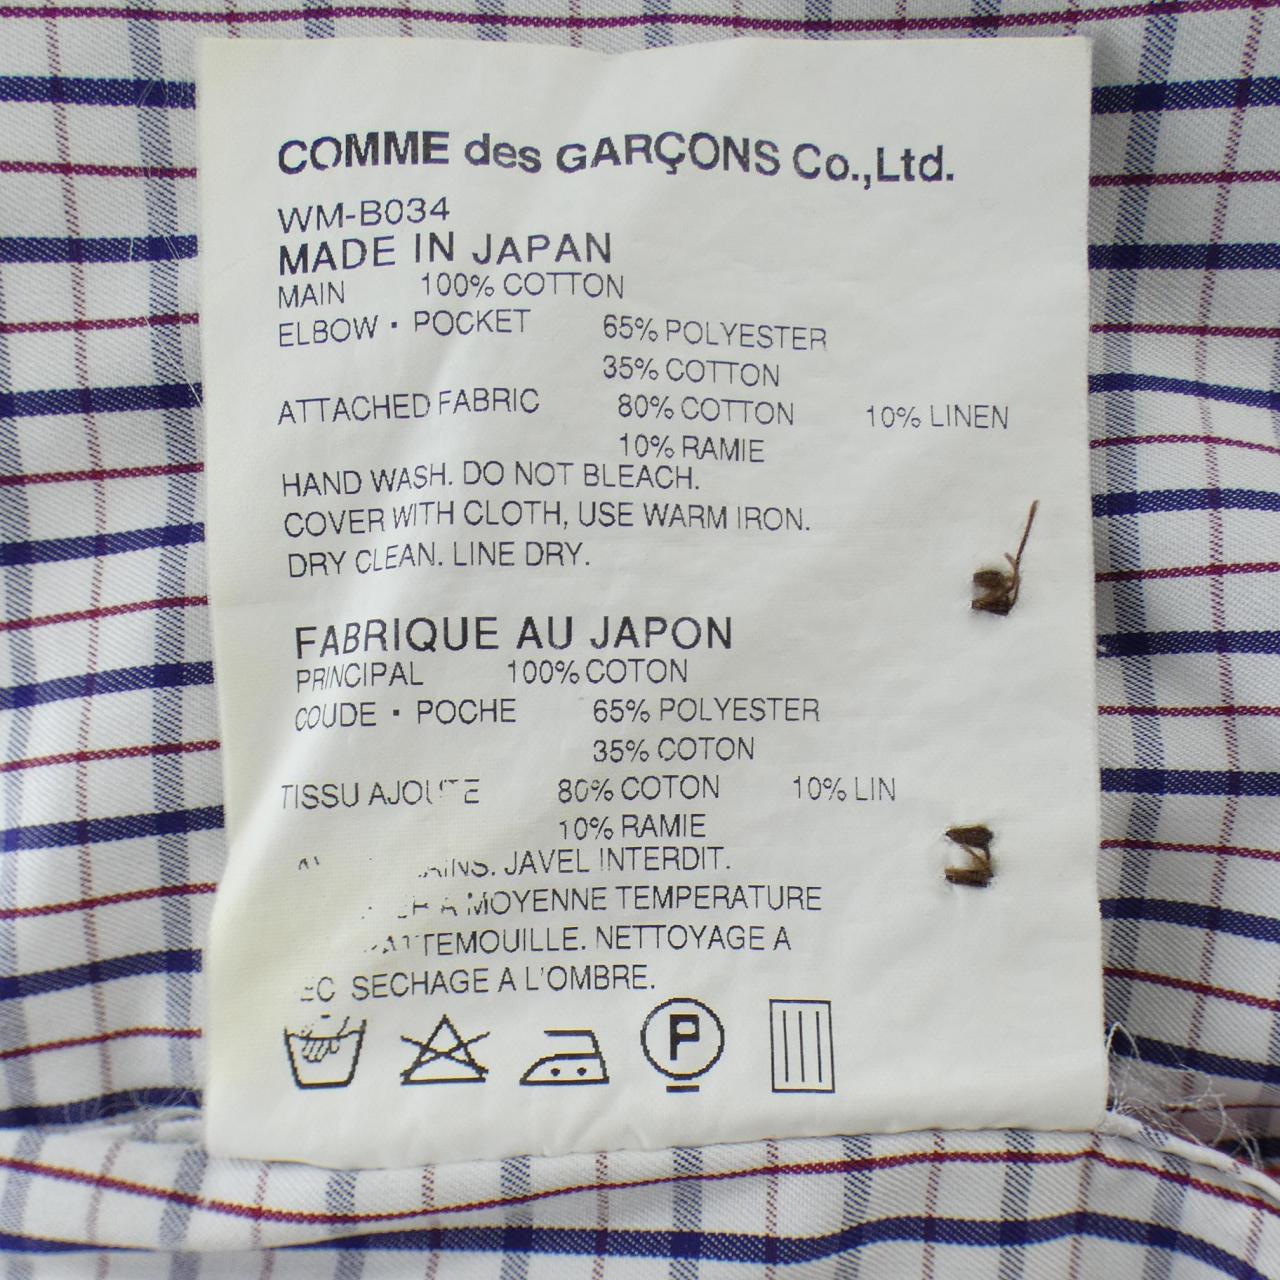 COMME des GARÇONS Co.,Ltd.
WM-B034
MADE IN JAPAN
MAIN 100% COTTON
ELBOW・POCKET 65% POLYESTER
35% COTTON
ATTACHED FABRIC 80% COTTON 10% LINEN
10% RAMIE
HAND WASH. DO NOT BLEACH.
COVER WITH CLOTH, USE WARM IRON.
DRY CLEAN. LINE DRY.
FABRIQUE AU JAPON
PRINCIPAL 100% COTON
COUDE・POCHE 65% POLYESTER
35% COTON
TISSU AJOUTE 80% COTON 10% LIN
10% RAMIE
JAVEL INTERDIT.
A MOYENNE TEMPERATURE
NETTOYAGE A
SECHAGE A L'OMBRE.
P